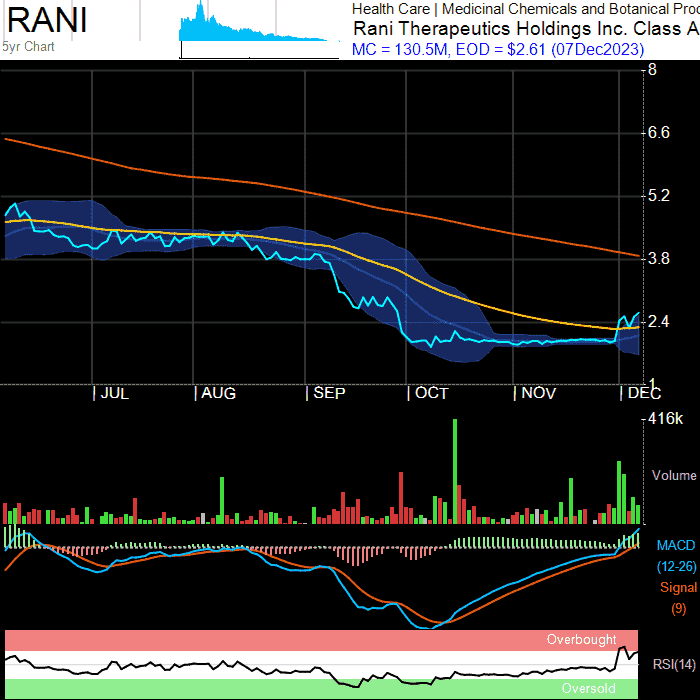 RANI
5yr Chart
Health Care | Medicinal Chemicals and Botanical Proc
Rani Therapeutics Holdings Inc. Class A
MC = 130.5M, EOD = $2.61 (07Dec2023)
8
6.6
5.2
3.8
2.4
1
JUL AUG SEP OCT NOV DEC
416k
Volume
MACD
(12-26)
Signal
(9)
Overbought
RSI(14)
Oversold